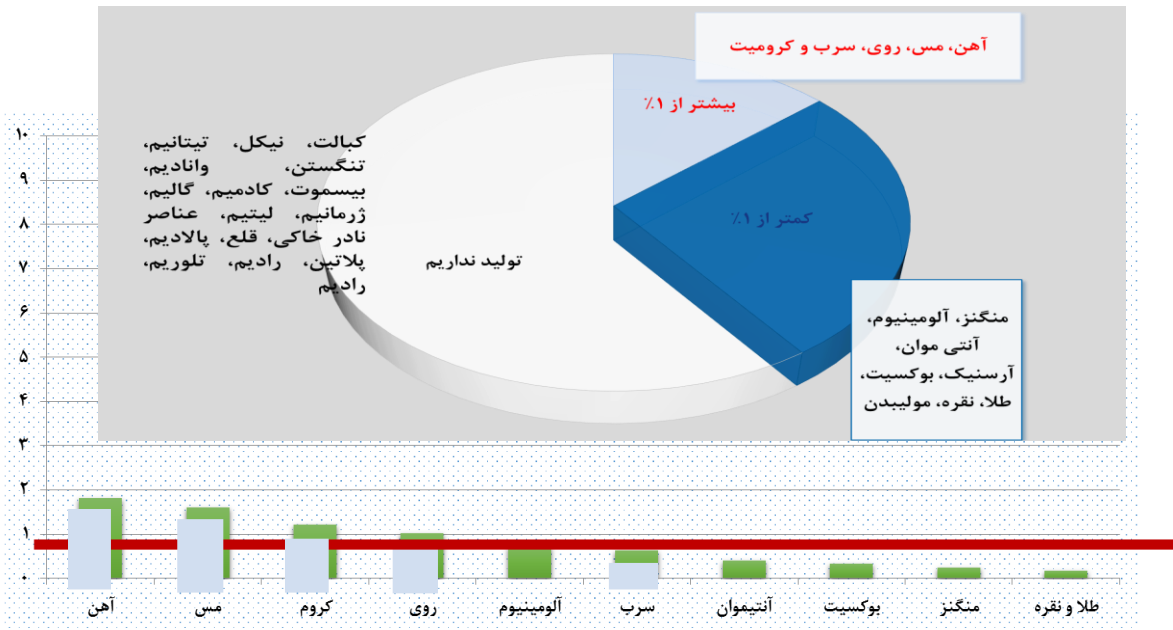 آهن، مس، روی، سرب و کرومیت
بیشتر از ۱٪
کمتر از ۱٪
تولید نداریم
کبالت، نیکل، تیتانیم،
تنگستن، وانادیم،
بیسموت، کادمیم، گالیم،
ژرمانیم، لیتیم، عناصر
نادر خاکی، قلع، پالادیم،
پلاتین، رادیم، تلوریم،
رادیم
منگنز، آلومینیوم،
آنتی موان،
آرسنیک، بوکسیت،
طلا، نقره، مولیبدن
۱۰
۹
۸
۷
۶
۵
۴
۳
۲
۱
۰
آهن
مس
کروم
روی
آلومینیوم
سرب
آنتیموان
بوکسیت
منگنز
طلا و نقره